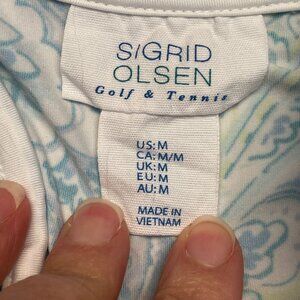 S/GRID
OLSEN
Golf & Tennis
US: M
CA: M/M
UK: M
EU: M
AU: M
MADE IN
VIETNAM